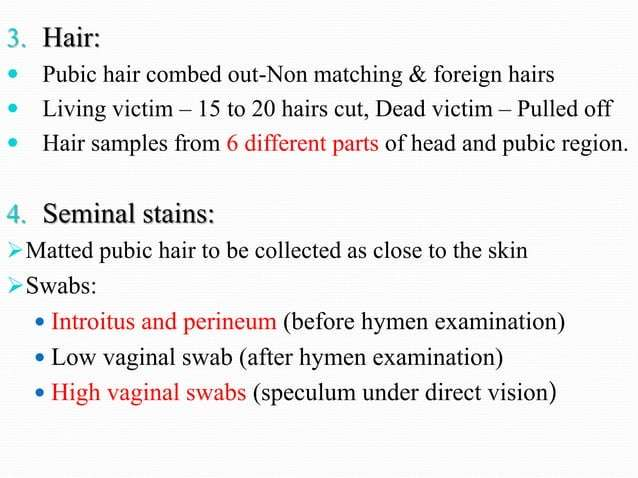 3. Hair:
• Pubic hair combed out-Non matching & foreign hairs
• Living victim – 15 to 20 hairs cut, Dead victim – Pulled off
• Hair samples from 6 different parts of head and pubic region.
4. Seminal stains:
➢Matted pubic hair to be collected as close to the skin
➢Swabs:
• Introitus and perineum (before hymen examination)
• Low vaginal swab (after hymen examination)
• High vaginal swabs (speculum under direct vision)